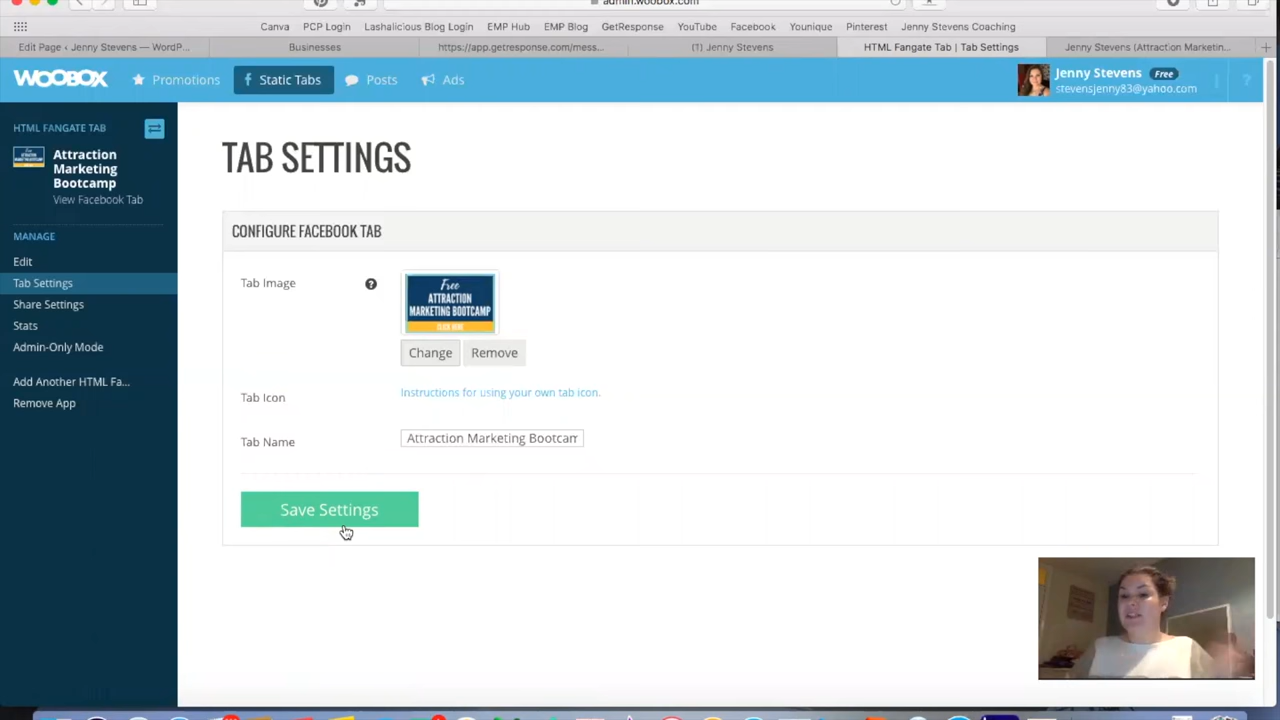 admin.woobox.com
Canva PCP Login Lashalicious Blog Login EMP Hub EMP Blog GetResponse YouTube Facebook Younique Pinterest Jenny Stevens Coaching
Edit Page ‹ Jenny Stevens — WordP... Businesses https://app.getresponse.com/mess... (1) Jenny Stevens HTML Fangate Tab | Tab Settings Jenny Stevens (Attraction Marketin... +
WOOBOX Promotions Static Tabs Posts Ads Jenny Stevens Free ?
stevensjenny83@yahoo.com
HTML FANGATE TAB
Attraction
Marketing
Bootcamp
View Facebook Tab
MANAGE
Edit
Tab Settings
Share Settings
Stats
Admin-Only Mode
Add Another HTML Fa...
Remove App
TAB SETTINGS
CONFIGURE FACEBOOK TAB
Tab Image ?
Free
ATTRACTION
MARKETING BOOTCAMP
CLICK HERE
Change Remove
Tab Icon Instructions for using your own tab icon.
Tab Name Attraction Marketing Bootcam
Save Settings